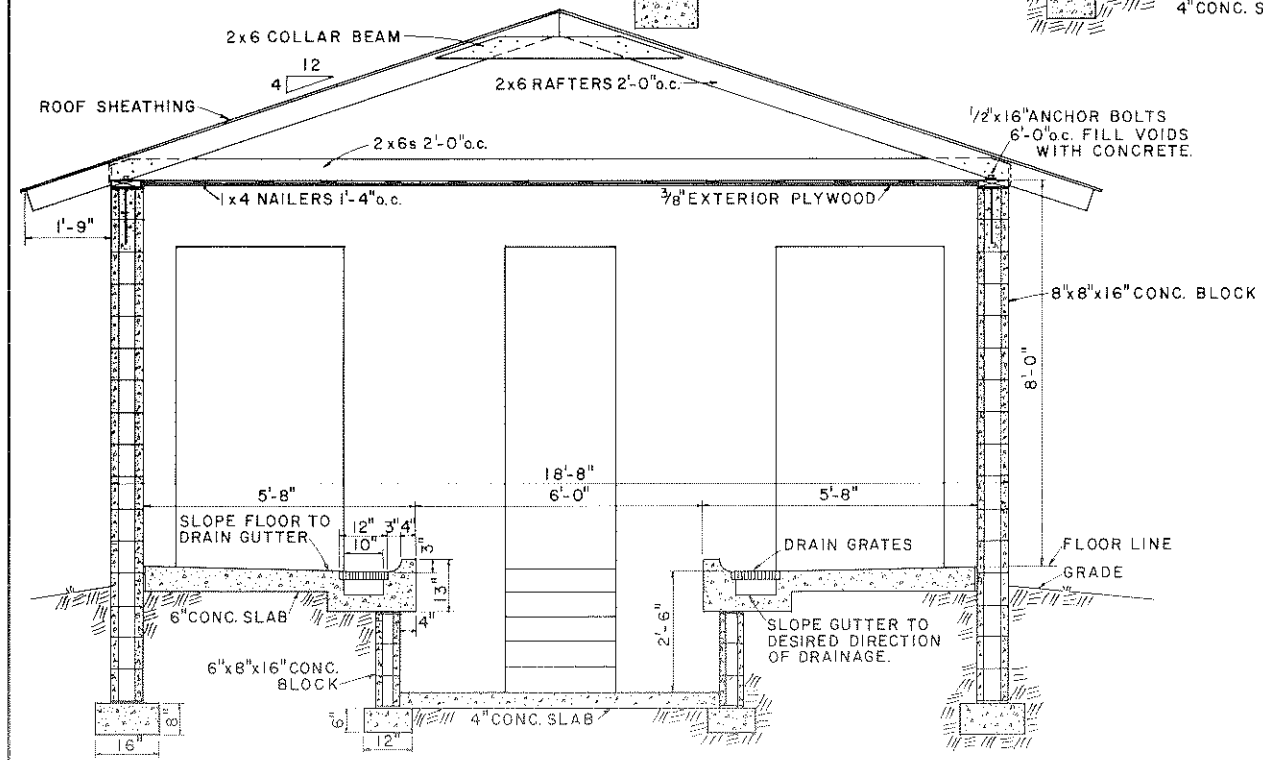 4" CONC. S
2x6 COLLAR BEAM
12
4
2x6 RAFTERS 2'-0"o.c.
ROOF SHEATHING
1/2"x16" ANCHOR BOLTS
6'-0"o.c. FILL VOIDS
WITH CONCRETE.
2x6s 2'-0"o.c.
1x4 NAILERS 1'-4"o.c.
3/8" EXTERIOR PLYWOOD
1'-9"
8"x8"x16" CONC. BLOCK
8'-0"
18'-8"
5'-8"
6'-0"
5'-8"
SLOPE FLOOR TO
DRAIN GUTTER
12"
3"
4"
10"
3"
13"
DRAIN GRATES
FLOOR LINE
GRADE
6" CONC. SLAB
4"
2'-6"
SLOPE GUTTER TO
DESIRED DIRECTION
OF DRAINAGE.
6"x8"x16" CONC.
BLOCK
8"
6"
4" CONC. SLAB
16"
12"